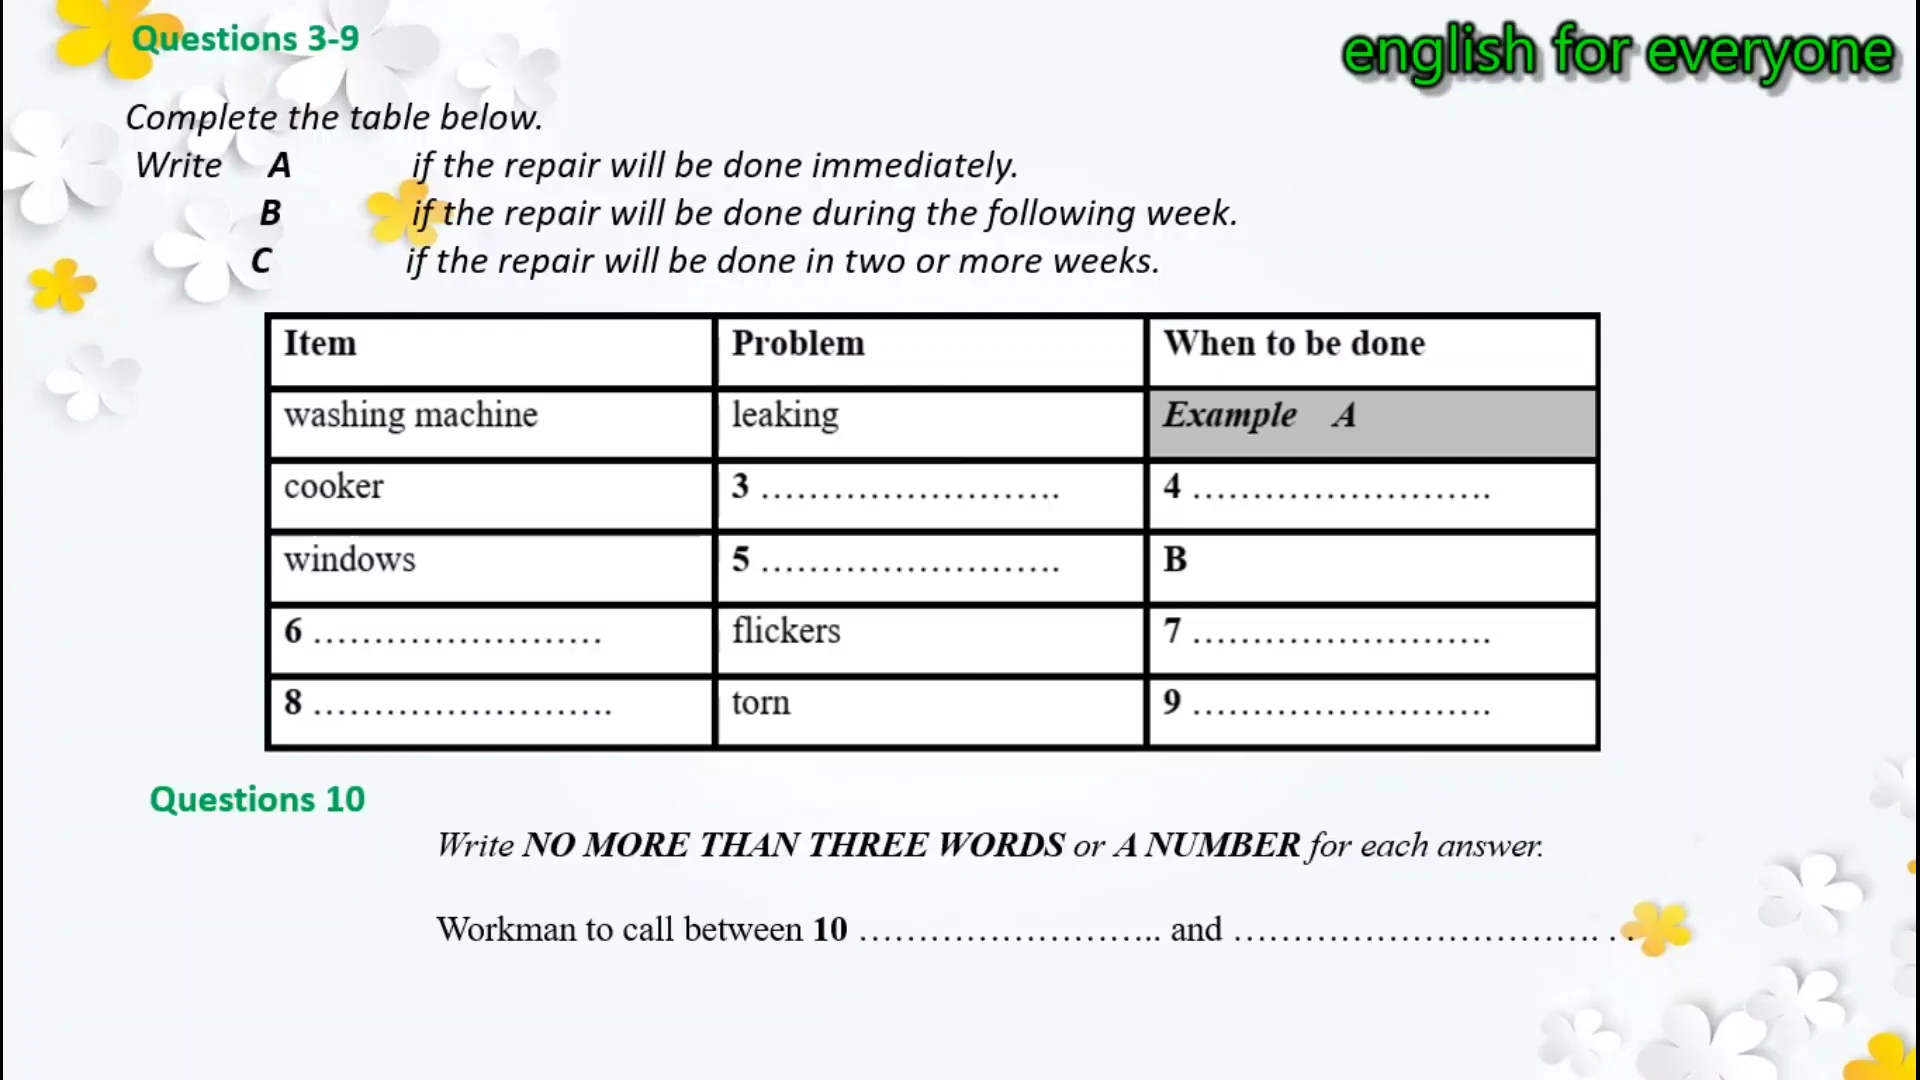 Questions 3-9
english for everyone
Complete the table below.
Write A if the repair will be done immediately.
B if the repair will be done during the following week.
C if the repair will be done in two or more weeks.
Item Problem When to be done
washing machine leaking Example A
cooker 3 ……………………. 4 …………………….
windows 5 ……………………. B
6 …………………… flickers 7 …………………….
8 ……………………. torn 9 …………………….
Questions 10
Write NO MORE THAN THREE WORDS or A NUMBER for each answer.
Workman to call between 10 ……………………. and …………………………. . .